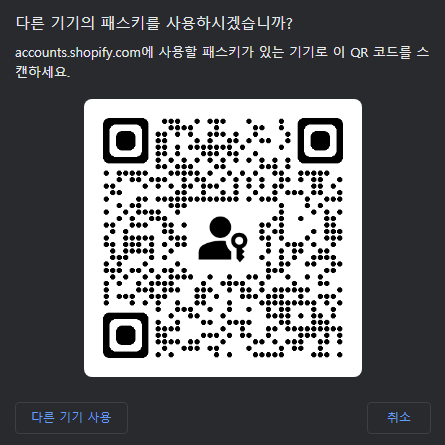 다른 기기의 패스키를 사용하시겠습니까?
accounts.shopify.com에 사용할 패스키가 있는 기기로 이 QR 코드를 스
캔하세요.
다른 기기 사용
취소